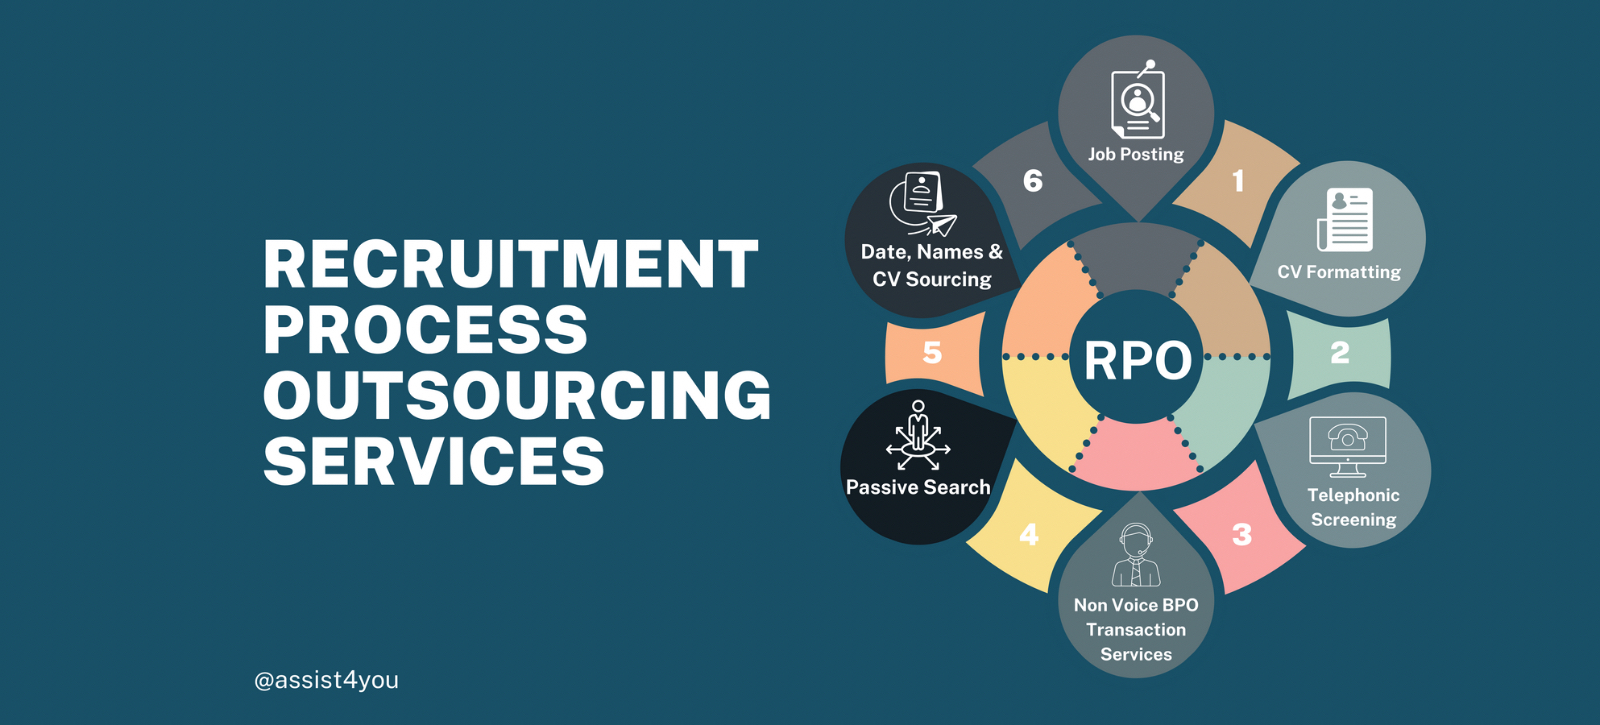 RECRUITMENT
PROCESS
OUTSOURCING
SERVICES
@assist4you
RPO
Job Posting
1
CV Formatting
2
Telephonic
Screening
3
Non Voice BPO
Transaction
Services
4
Passive Search
5
Date, Names &
CV Sourcing
6